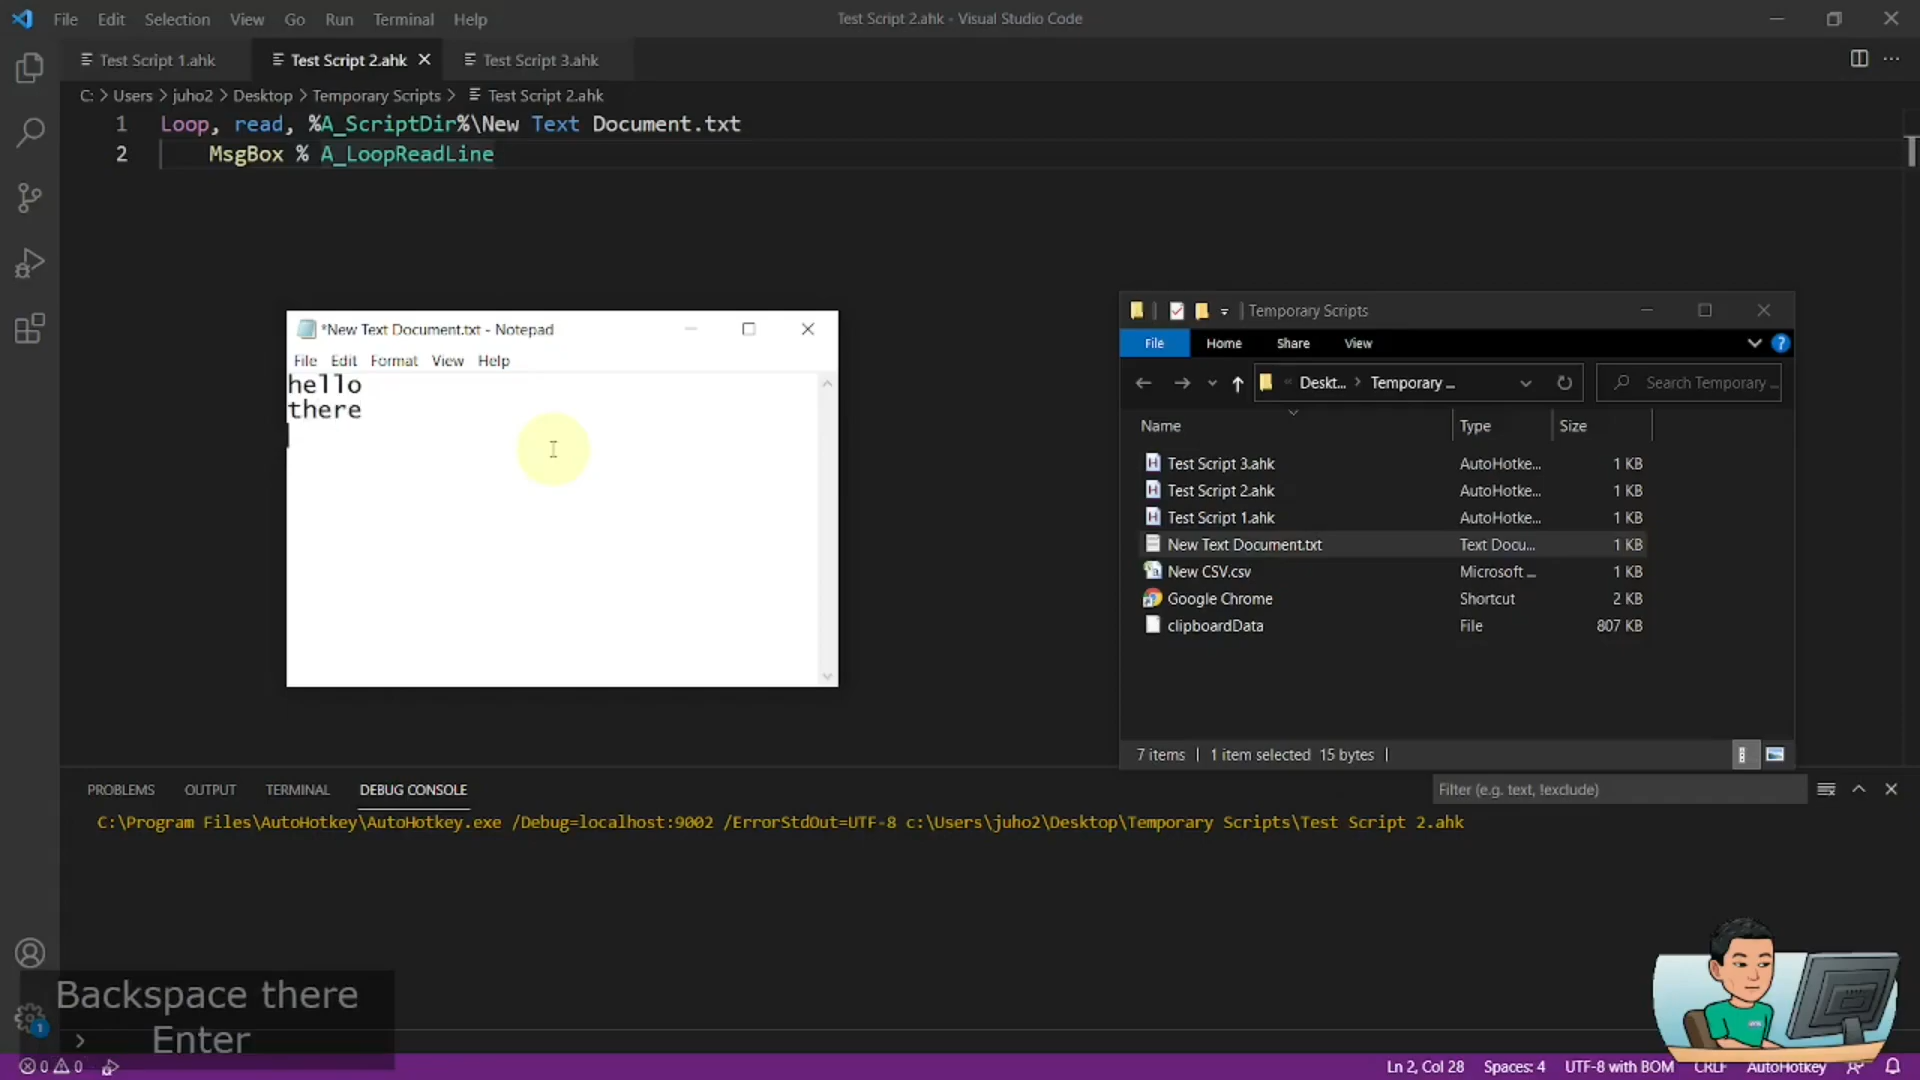 File Edit Selection View Go Run Terminal Help
Test Script 2.ahk - Visual Studio Code
Test Script 1.ahk
Test Script 2.ahk
Test Script 3.ahk
C: > Users > juho2 > Desktop > Temporary Scripts > Test Script 2.ahk
1 Loop, read, %A_ScriptDir%\New Text Document.txt
2 MsgBox % A_LoopReadLine
*New Text Document.txt - Notepad
File Edit Format View Help
hello
there
Temporary Scripts
File Home Share View
Deskt... > Temporary ...
Search Temporary ...
Name Type Size
Test Script 3.ahk AutoHotke... 1 KB
Test Script 2.ahk AutoHotke... 1 KB
Test Script 1.ahk AutoHotke... 1 KB
New Text Document.txt Text Docu... 1 KB
New CSV.csv Microsoft ... 1 KB
Google Chrome Shortcut 2 KB
clipboardData File 807 KB
7 items | 1 item selected 15 bytes |
PROBLEMS OUTPUT TERMINAL DEBUG CONSOLE
Filter (e.g. text, !exclude)
C:\Program Files\AutoHotkey\AutoHotkey.exe /Debug=localhost:9002 /ErrorStdOut=UTF-8 c:\Users\juho2\Desktop\Temporary Scripts\Test Script 2.ahk
Backspace there
Enter
1
0 0
Ln 2, Col 28 Spaces: 4 UTF-8 with BOM CRLF AutoHotkey